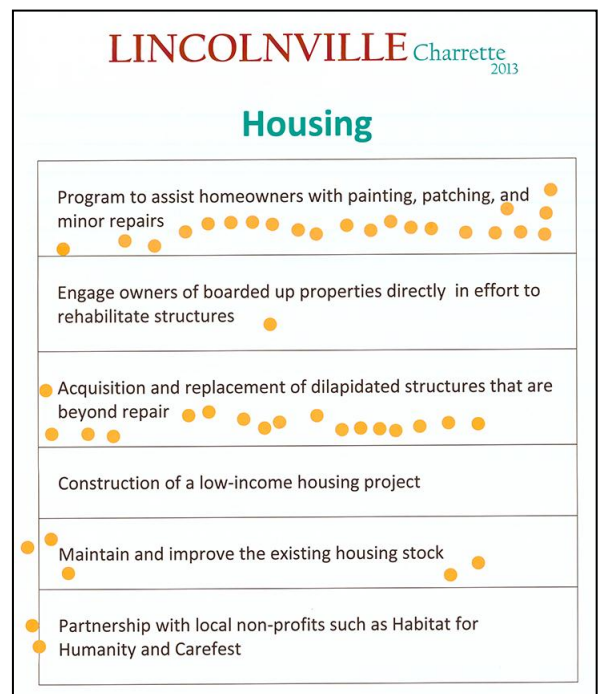 LINCOLNVILLE Charrette
2013
Housing
Program to assist homeowners with painting, patching, and
minor repairs
Engage owners of boarded up properties directly in effort to
rehabilitate structures
Acquisition and replacement of dilapidated structures that are
beyond repair
Construction of a low-income housing project
Maintain and improve the existing housing stock
Partnership with local non-profits such as Habitat for
Humanity and Carefest